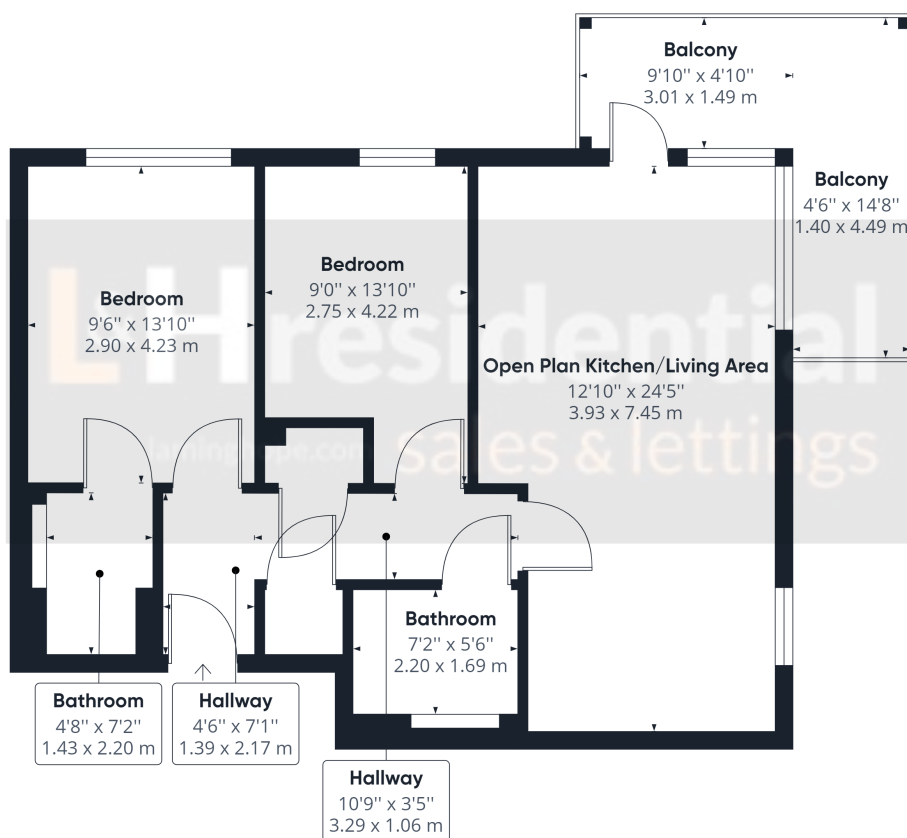 Balcony
9'10'' x 4'10''
3.01 x 1.49 m
Balcony
4'6'' x 14'8''
1.40 x 4.49 m
Bedroom
9'6'' x 13'10''
2.90 x 4.23 m
Bedroom
9'0'' x 13'10''
2.75 x 4.22 m
Open Plan Kitchen/Living Area
12'10'' x 24'5''
3.93 x 7.45 m
residential
sales & lettings
Bathroom
7'2'' x 5'6''
2.20 x 1.69 m
Bathroom
4'8'' x 7'2''
1.43 x 2.20 m
Hallway
4'6'' x 7'1''
1.39 x 2.17 m
Hallway
10'9'' x 3'5''
3.29 x 1.06 m